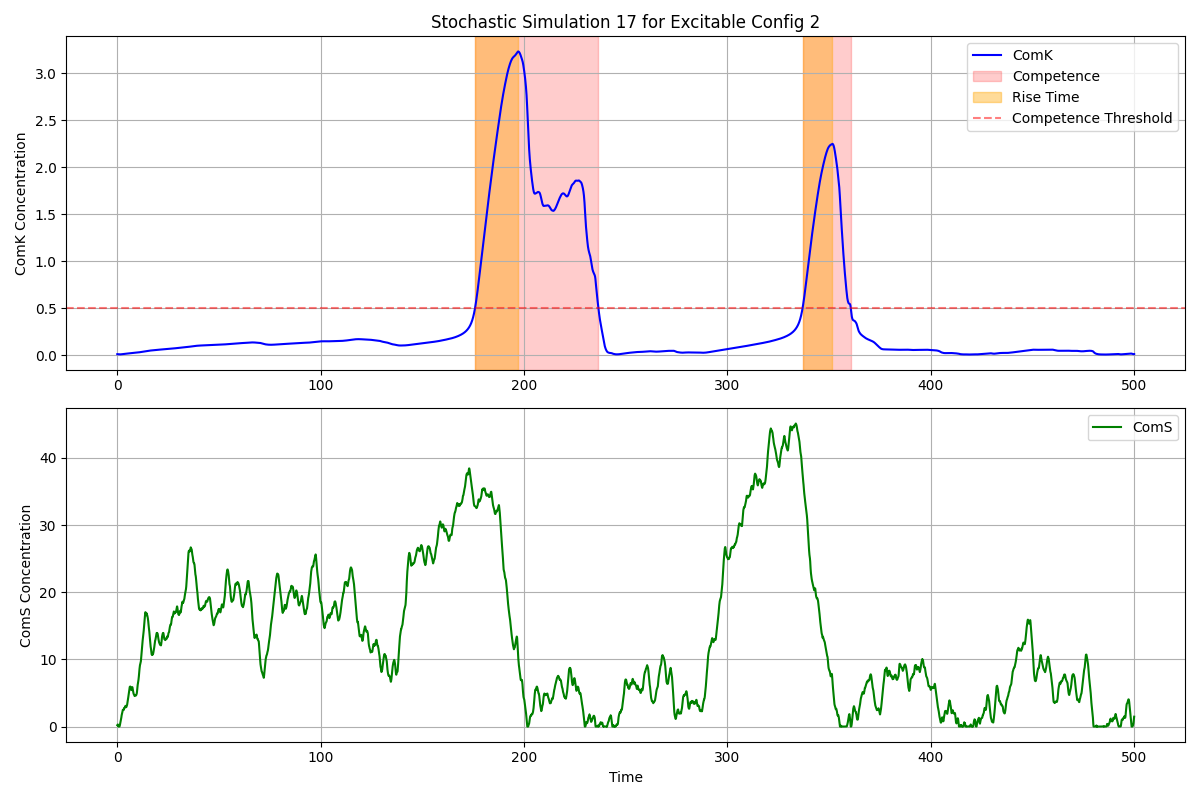 Stochastic Simulation 17 for Excitable Config 2
ComK Concentration
3.0
2.5
2.0
1.5
1.0
0.5
0.0
ComK
Competence
Rise Time
Competence Threshold
0 100 200 300 400 500
ComS Concentration
40
30
20
10
0
ComS
0 100 200 300 400 500
Time